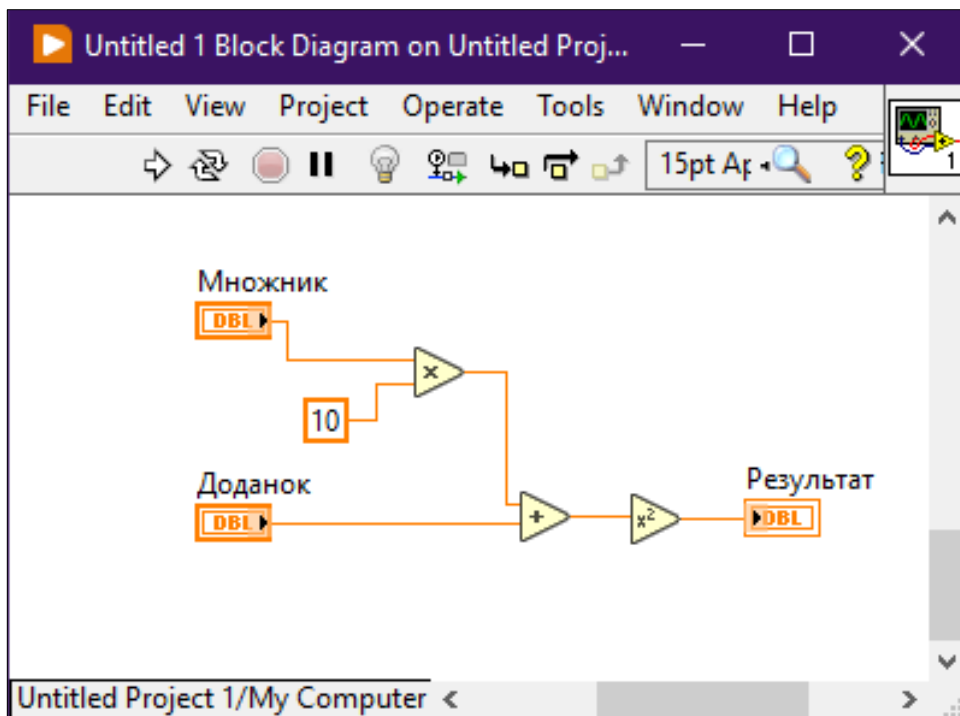 Untitled 1 Block Diagram on Untitled Proj...
File Edit View Project Operate Tools Window Help
15pt Ap
1
Множник
DBL
x
10
Доданок
DBL
+
x²
Результат
DBL
Untitled Project 1/My Computer